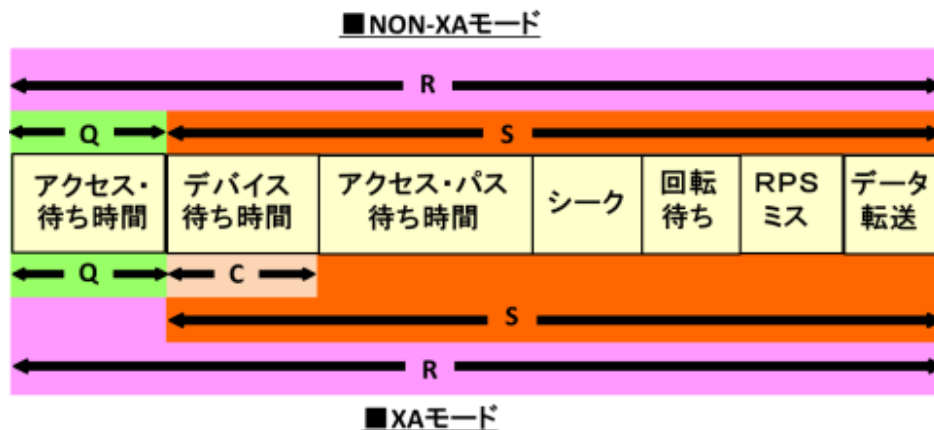 ■NON-XAモード
R
Q S
アクセス・
待ち時間
デバイス
待ち時間
アクセス・パス
待ち時間
シーク
回転
待ち
RPS
ミス
データ
転送
Q C
S
R
■XAモード